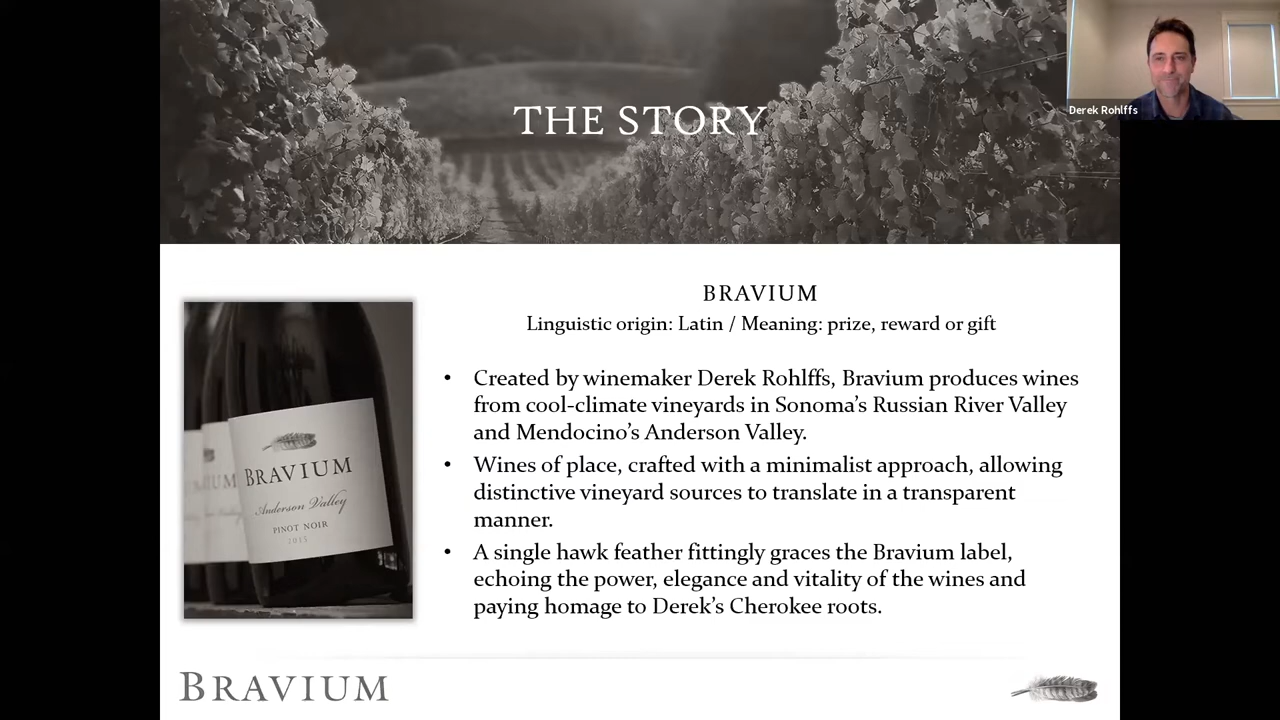 THE STORY
Derek Rohlffs
BRAVIUM
Linguistic origin: Latin / Meaning: prize, reward or gift
• Created by winemaker Derek Rohlffs, Bravium produces wines
from cool-climate vineyards in Sonoma's Russian River Valley
and Mendocino's Anderson Valley.
• Wines of place, crafted with a minimalist approach, allowing
distinctive vineyard sources to translate in a transparent
manner.
• A single hawk feather fittingly graces the Bravium label,
echoing the power, elegance and vitality of the wines and
paying homage to Derek's Cherokee roots.
BRAVIUM
Anderson Valley
PINOT NOIR
2015
BRAVIUM